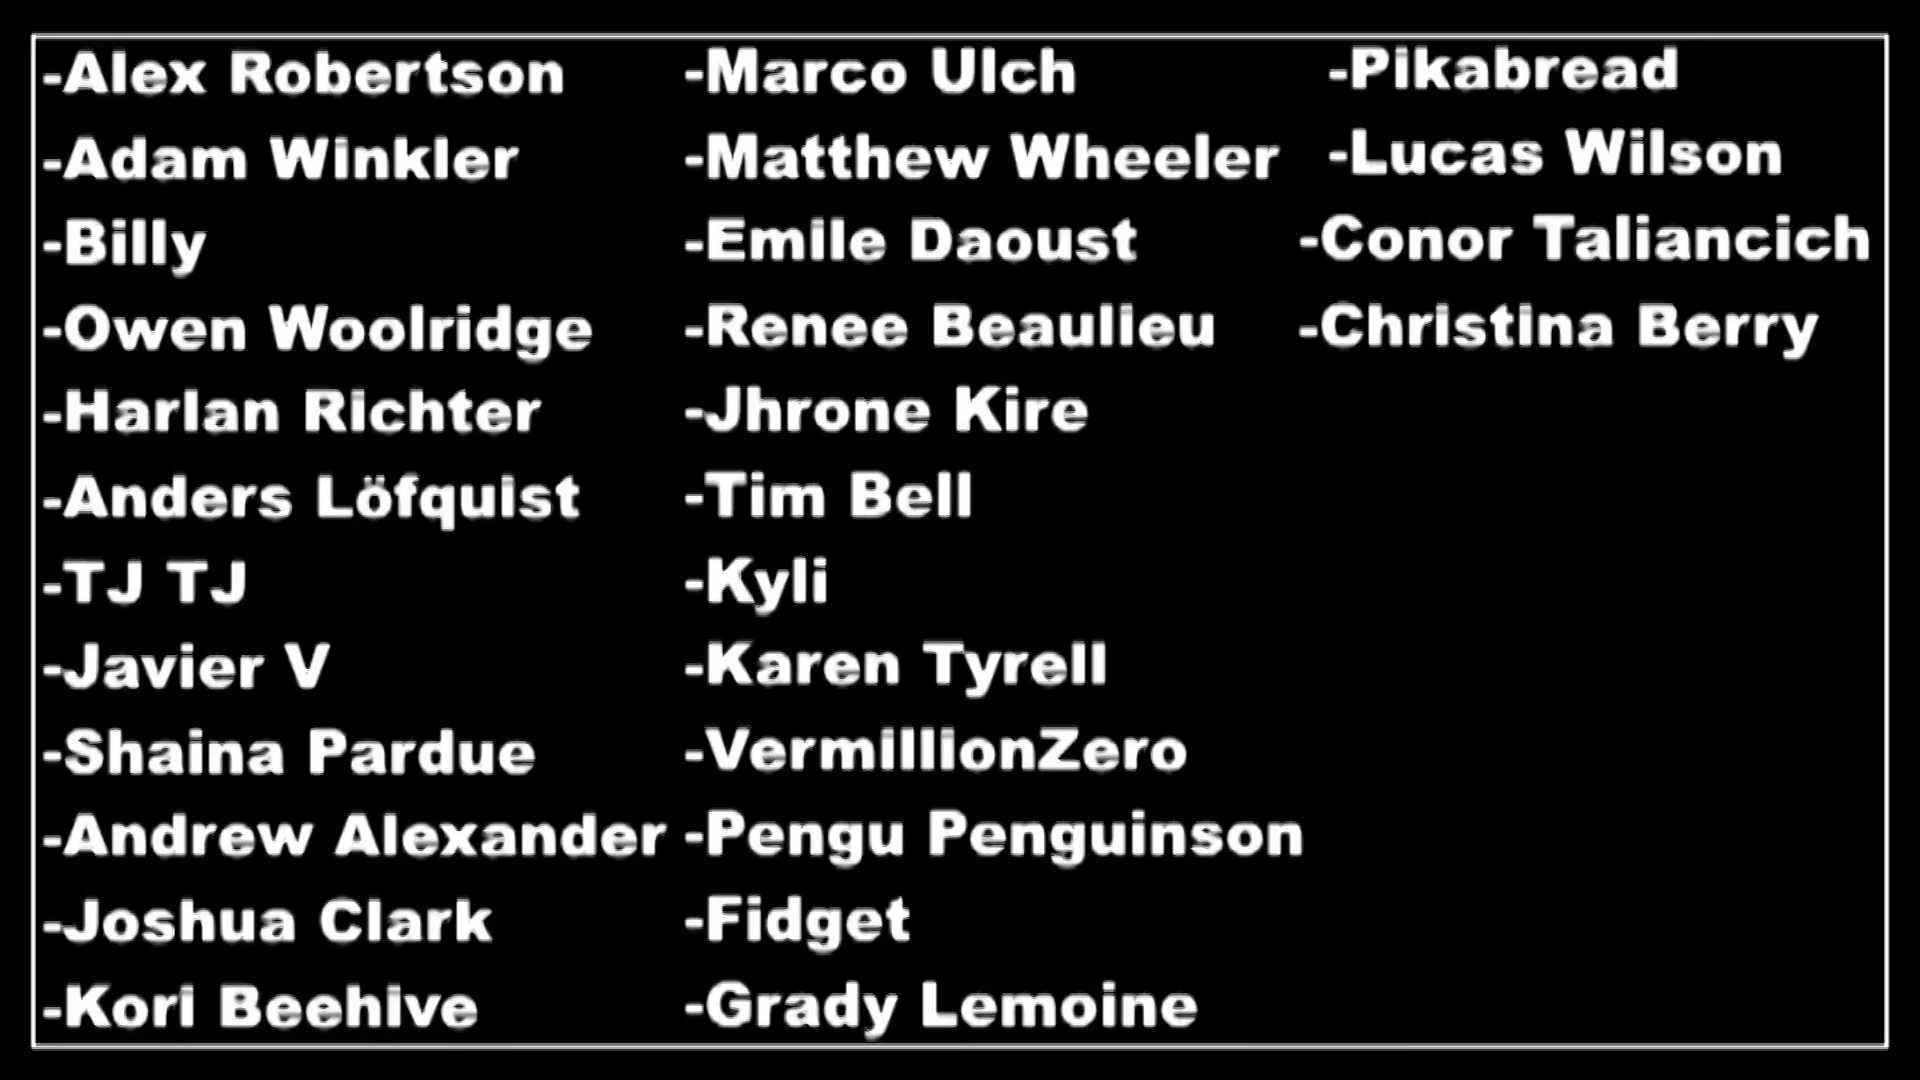 -Alex Robertson
-Adam Winkler
-Billy
-Owen Woolridge
-Harlan Richter
-Anders Löfquist
-TJ TJ
-Javier V
-Shaina Pardue
-Andrew Alexander
-Joshua Clark
-Kori Beehive
-Marco Ulch
-Matthew Wheeler
-Emile Daoust
-Renee Beaulieu
-Jhrone Kire
-Tim Bell
-Kyli
-Karen Tyrell
-VermillionZero
-Pengu Penguinson
-Fidget
-Grady Lemoine
-Pikabread
-Lucas Wilson
-Conor Taliancich
-Christina Berry